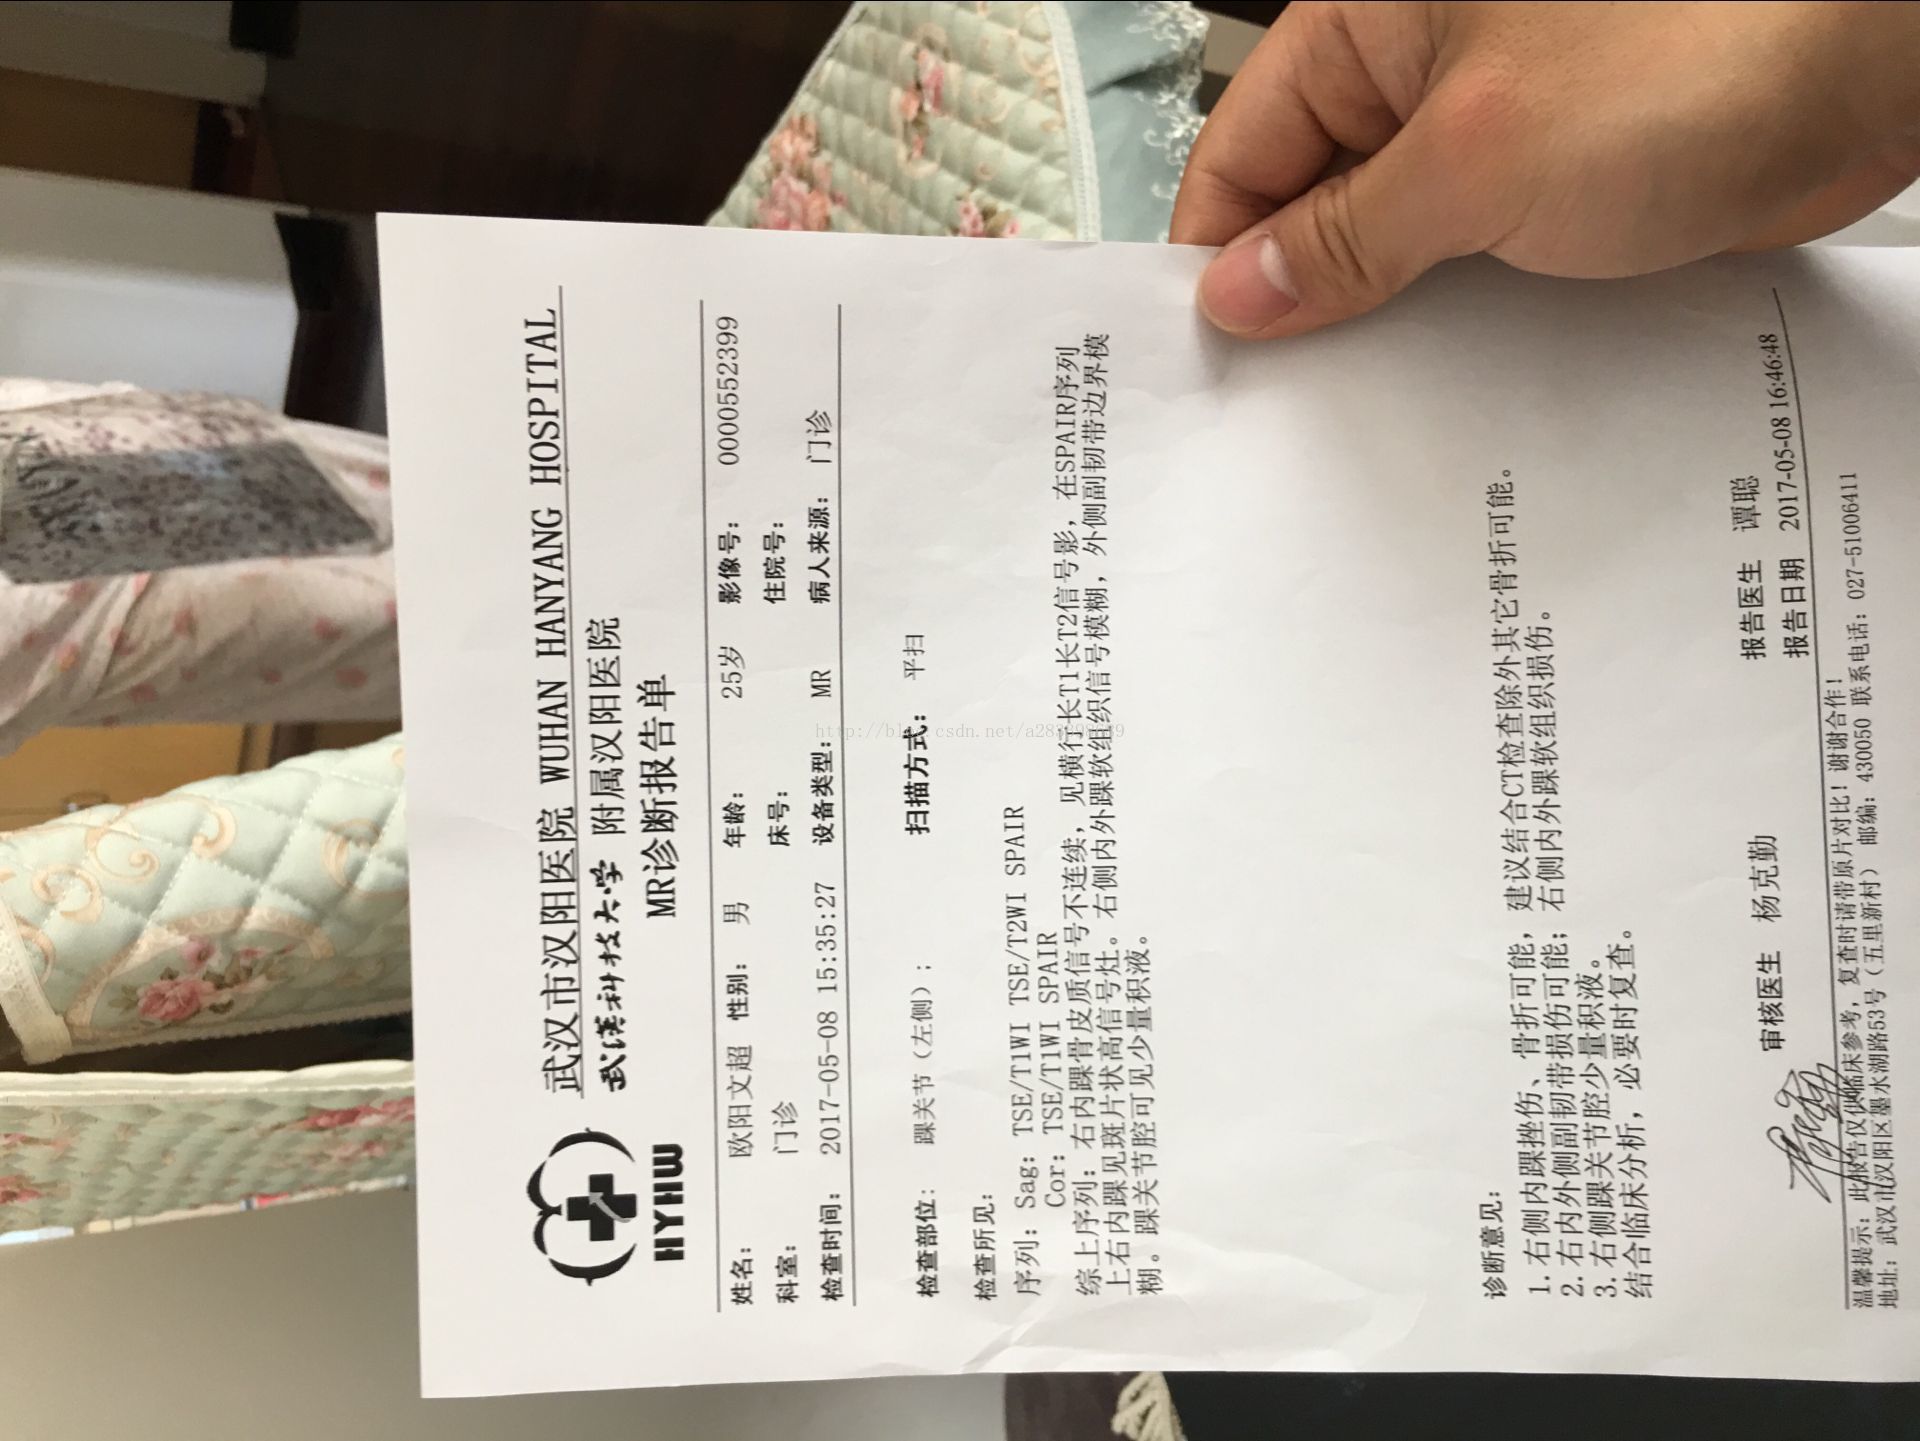 武汉市汉阳医院 WUHAN HANYANG HOSPITAL
武汉科技大学 附属汉阳医院
HYHW
MR诊断报告单
姓名: 欧阳文超 性别: 男 年龄: 25岁 影像号: 0000552399
科室: 门诊 床号: 住院号:
检查时间: 2017-05-08 15:35:27 设备类型: MR 病人来源: 门诊
检查部位: 踝关节（左侧）; 扫描方式: 平扫
检查所见:
序列: Sag: TSE/T1WI TSE/T2WI SPAIR
Cor: TSE/T1WI SPAIR
综上序列: 右内踝骨皮质信号不连续, 见横行长T1长T2信号影, 在SPAIR序列
上右内踝见斑片状高信号灶。右侧内外踝软组织信号模糊, 外侧副韧带边界模
糊。踝关节腔可见少量积液。
http://blog.csdn.net/
诊断意见:
1. 右侧内踝挫伤、骨折可能, 建议结合CT检查除外其它骨折可能。
2. 右内外侧副韧带损伤可能; 右侧内外踝软组织损伤。
3. 右侧踝关节腔少量积液。
结合临床分析, 必要时复查。
审核医生 杨克勤 报告医生 谭聪
报告日期 2017-05-08 16:46:48
温馨提示: 此报告仅供临床参考, 复查时请带原片对比! 谢谢合作!
地址: 武汉市汉阳区墨水湖路53号（五里新村） 邮编: 430050 联系电话: 027-51006411